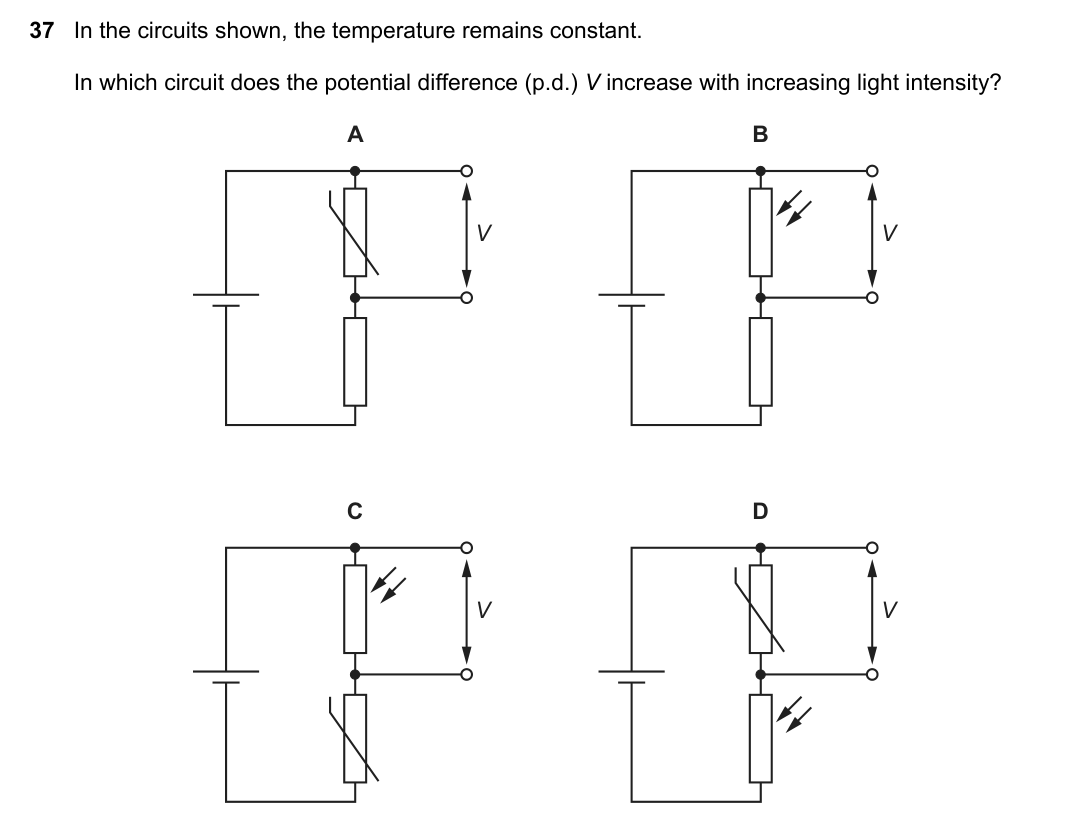 37 In the circuits shown, the temperature remains constant.
In which circuit does the potential difference (p.d.) V increase with increasing light intensity?
A
B
V
V
C
D
V
V